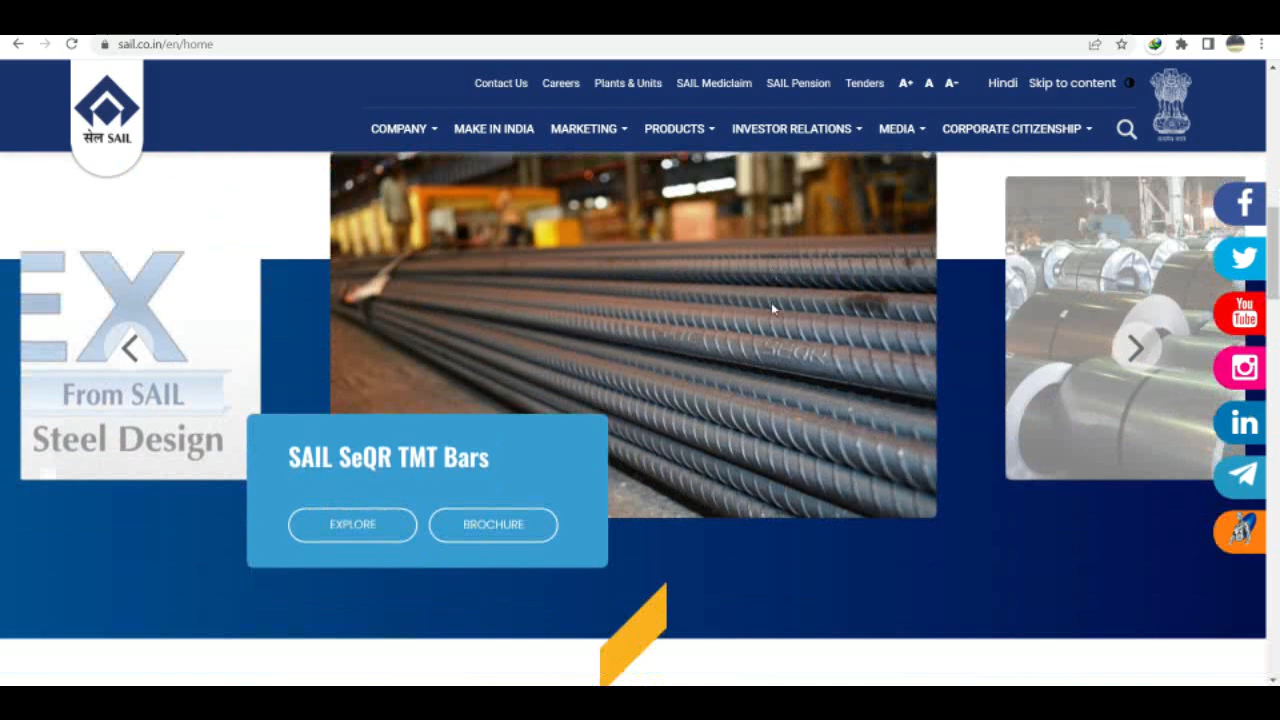 sail.co.in/en/home
Contact Us Careers Plants & Units SAIL Mediclaim SAIL Pension Tenders A+ A A- Hindi Skip to content
सेल SAIL
COMPANY MAKE IN INDIA MARKETING PRODUCTS INVESTOR RELATIONS MEDIA CORPORATE CITIZENSHIP
EX
From SAIL
Steel Design
SAIL SeQR TMT Bars
EXPLORE BROCHURE
You
Tube
in